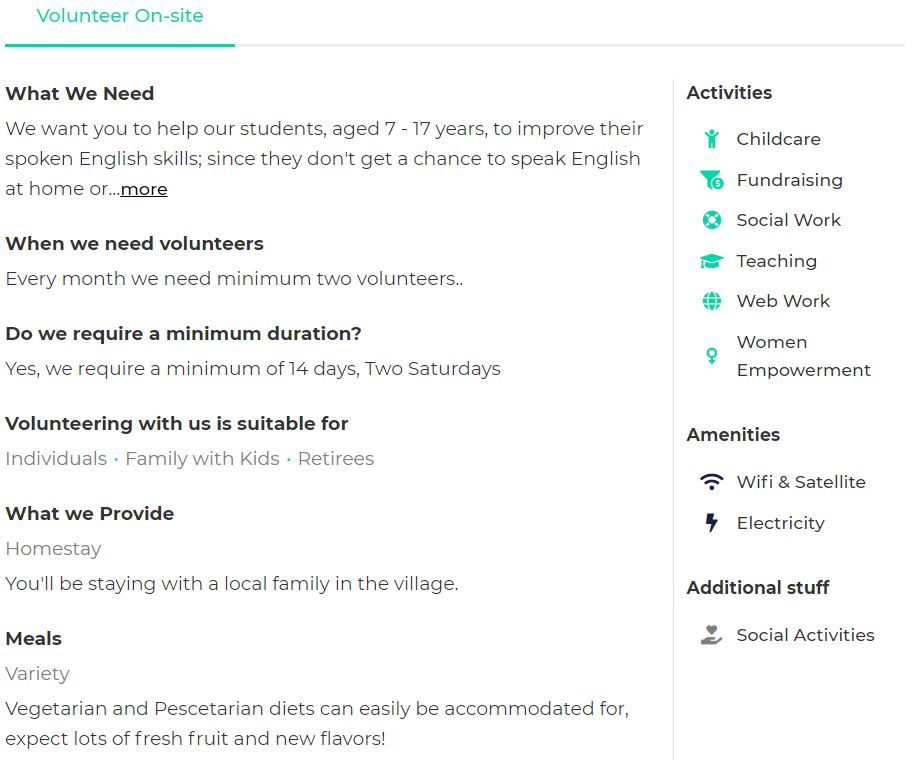 Volunteer On-site
What We Need
We want you to help our students, aged 7 - 17 years, to improve their
spoken English skills; since they don't get a chance to speak English
at home or...more
When we need volunteers
Every month we need minimum two volunteers..
Do we require a minimum duration?
Yes, we require a minimum of 14 days, Two Saturdays
Volunteering with us is suitable for
Individuals • Family with Kids • Retirees
What we Provide
Homestay
You'll be staying with a local family in the village.
Meals
Variety
Vegetarian and Pescetarian diets can easily be accommodated for,
expect lots of fresh fruit and new flavors!
Activities
Childcare
Fundraising
Social Work
Teaching
Web Work
Women
Empowerment
Amenities
Wifi & Satellite
Electricity
Additional stuff
Social Activities